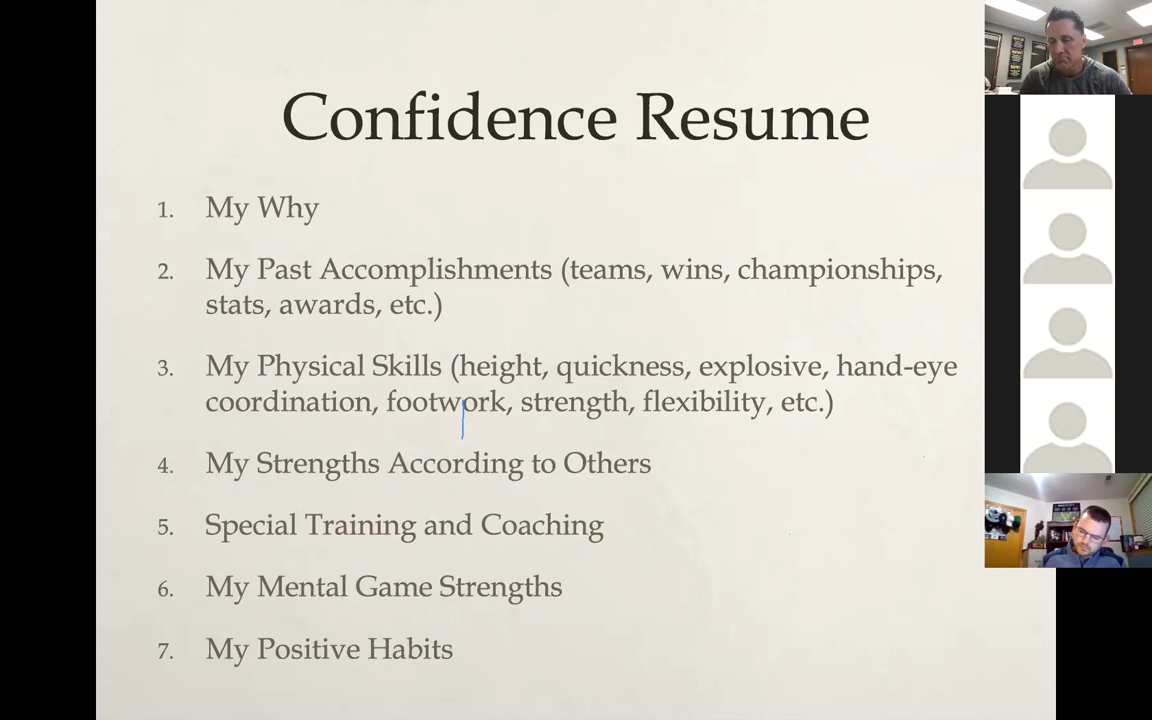 Confidence Resume
1. My Why
2. My Past Accomplishments (teams, wins, championships,
stats, awards, etc.)
3. My Physical Skills (height, quickness, explosive, hand-eye
coordination, footwork, strength, flexibility, etc.)
4. My Strengths According to Others
5. Special Training and Coaching
6. My Mental Game Strengths
7. My Positive Habits